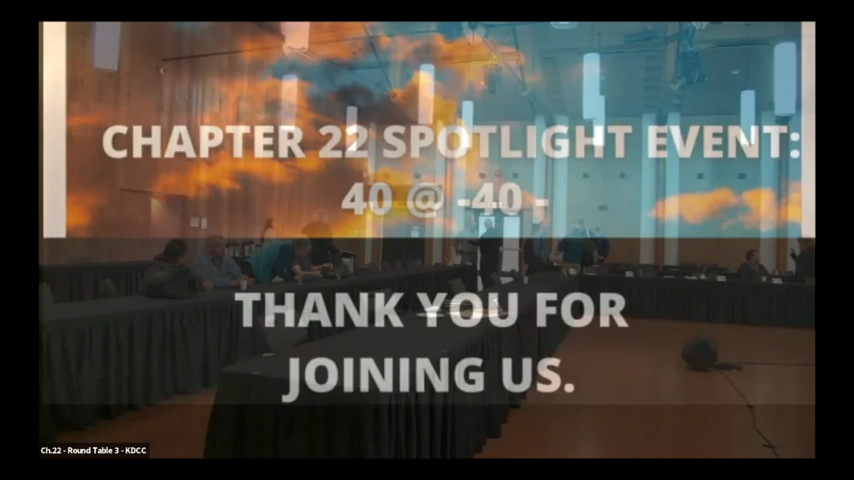 CHAPTER 22 SPOTLIGHT EVENT:
40 @ -40 -
THANK YOU FOR
JOINING US.
Ch.22 - Round Table 3 - KDCC